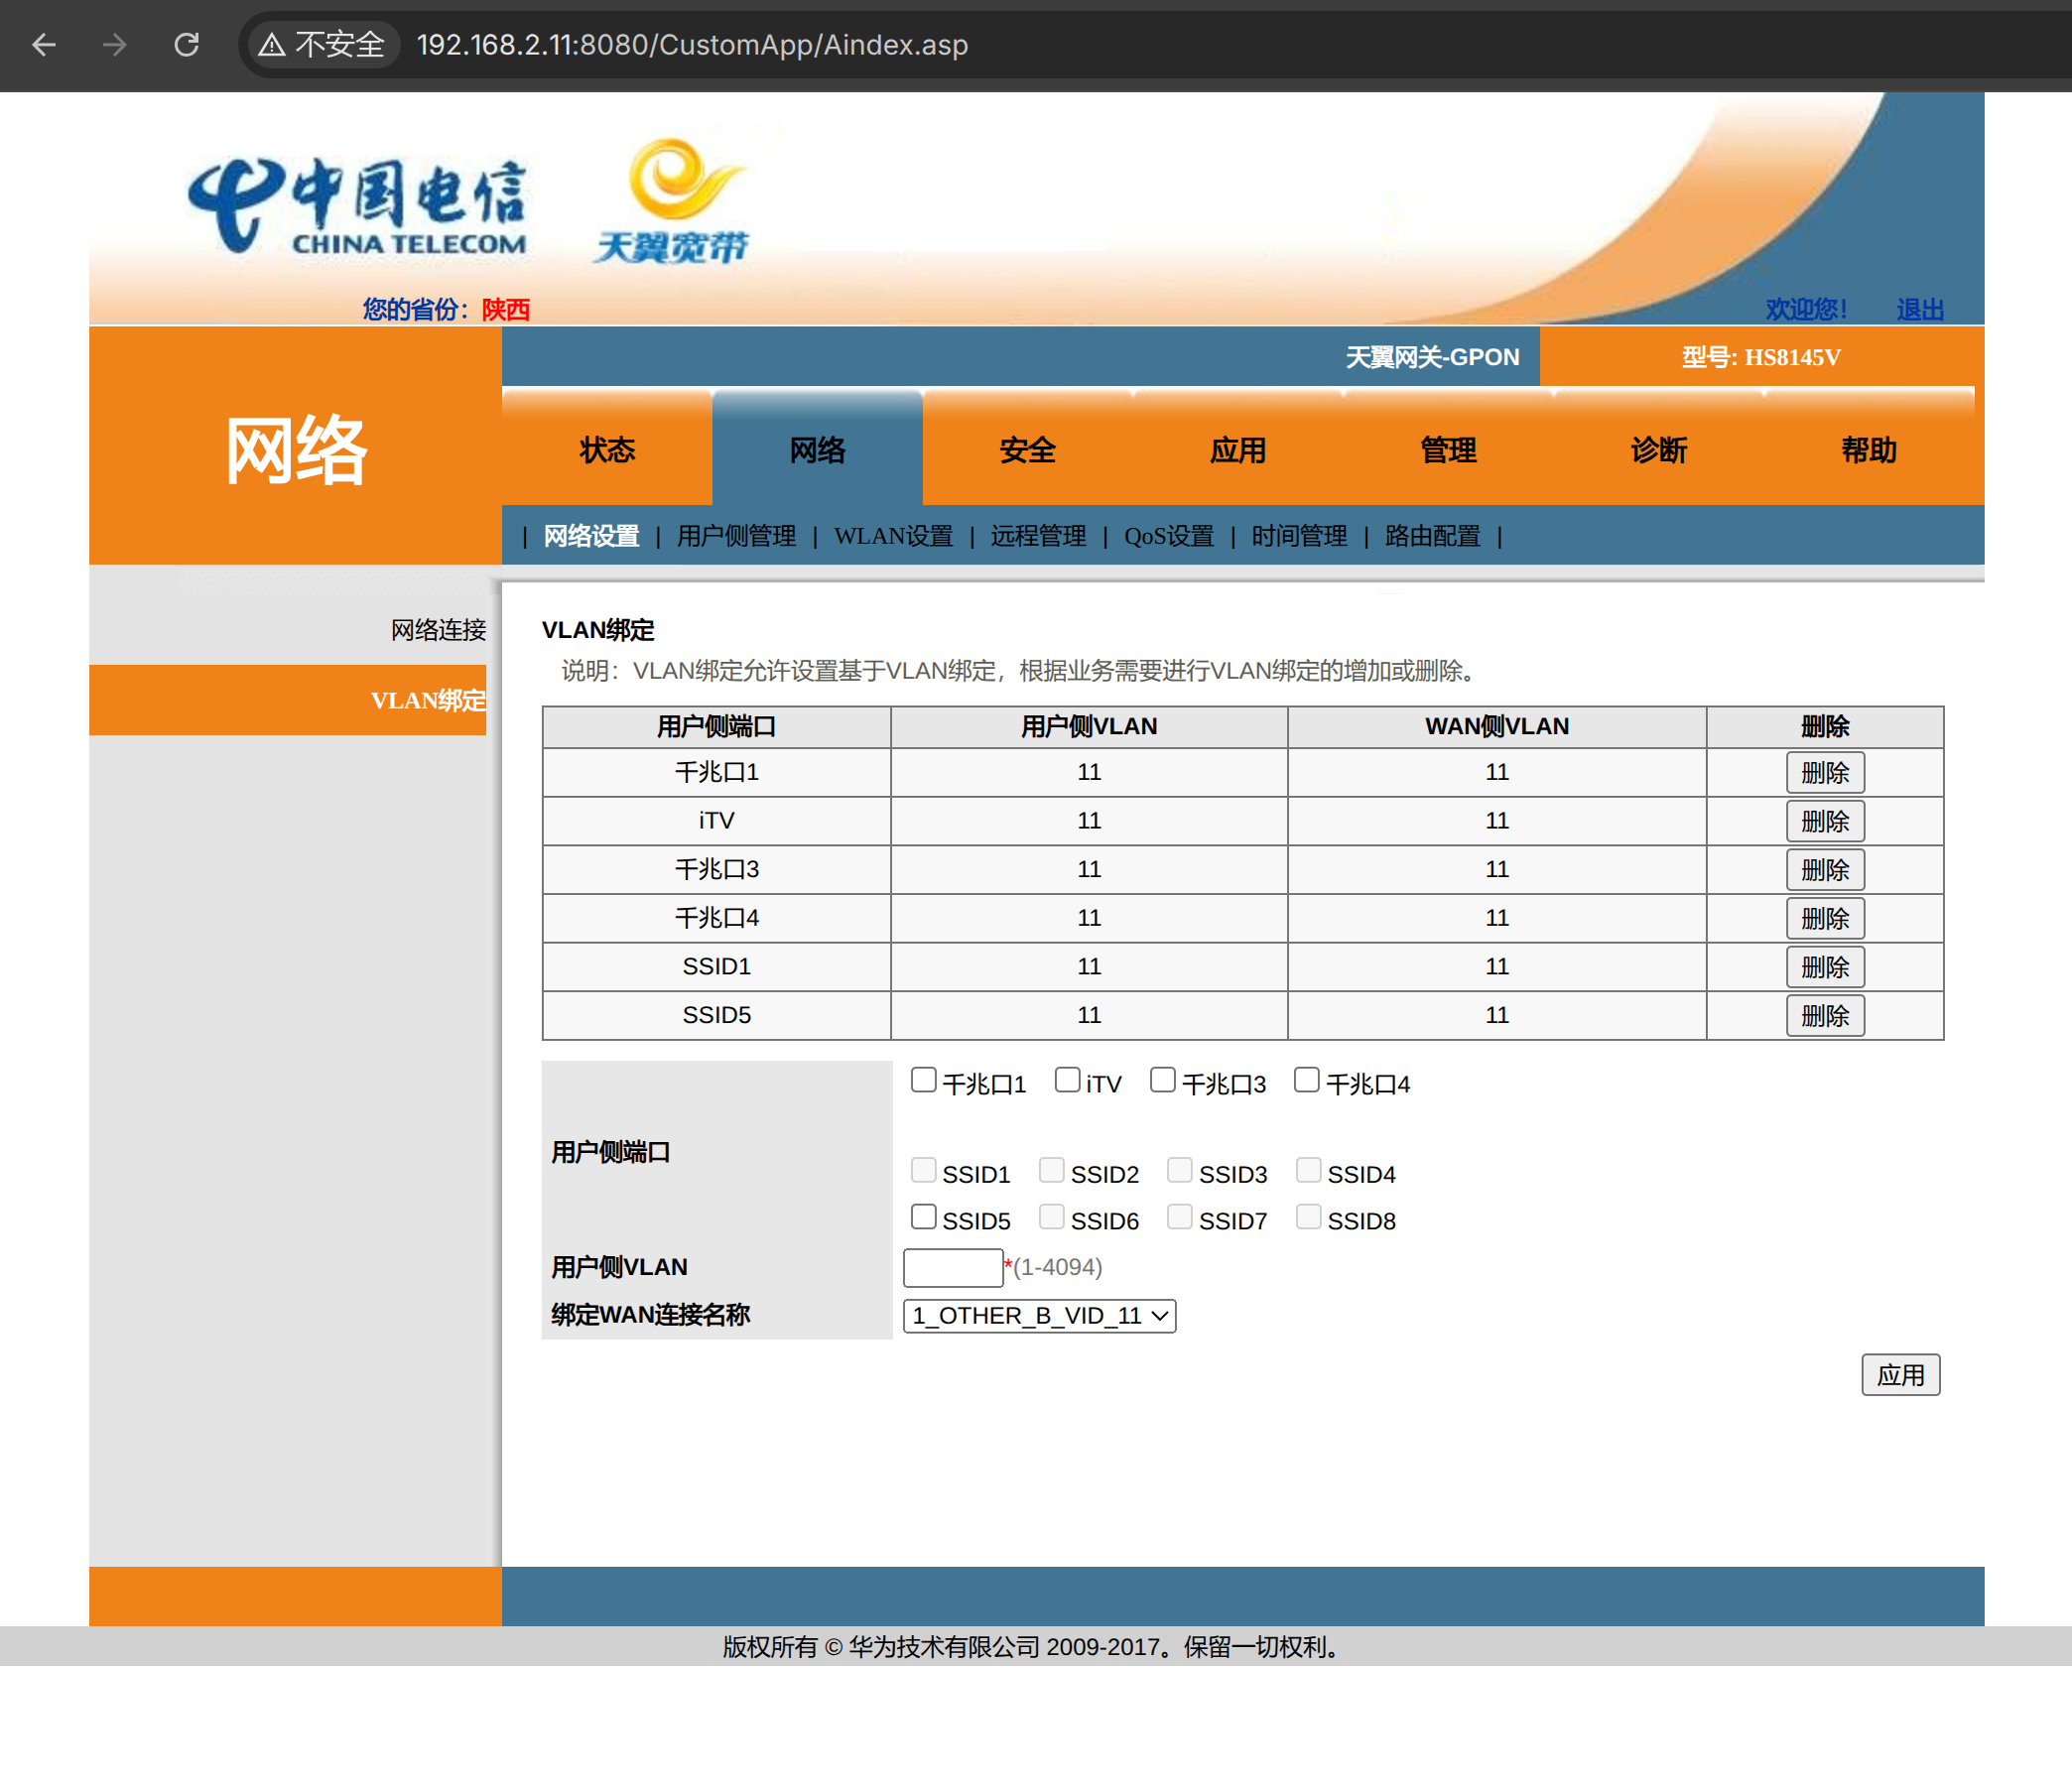 不安全 192.168.2.11:8080/CustomApp/Aindex.asp
中国电信
CHINA TELECOM
天翼宽带
您的省份：陕西 欢迎您！ 退出
天翼网关-GPON 型号: HS8145V
网络
状态 网络 安全 应用 管理 诊断 帮助
| 网络设置 | 用户侧管理 | WLAN设置 | 远程管理 | QoS设置 | 时间管理 | 路由配置 |
网络连接
VLAN绑定
VLAN绑定
说明：VLAN绑定允许设置基于VLAN绑定，根据业务需要进行VLAN绑定的增加或删除。
用户侧端口 用户侧VLAN WAN侧VLAN 删除
千兆口1 11 11 删除
iTV 11 11 删除
千兆口3 11 11 删除
千兆口4 11 11 删除
SSID1 11 11 删除
SSID5 11 11 删除
用户侧端口
千兆口1 iTV 千兆口3 千兆口4
SSID1 SSID2 SSID3 SSID4
SSID5 SSID6 SSID7 SSID8
用户侧VLAN *(1-4094)
绑定WAN连接名称 1_OTHER_B_VID_11
应用
版权所有 © 华为技术有限公司 2009-2017。保留一切权利。